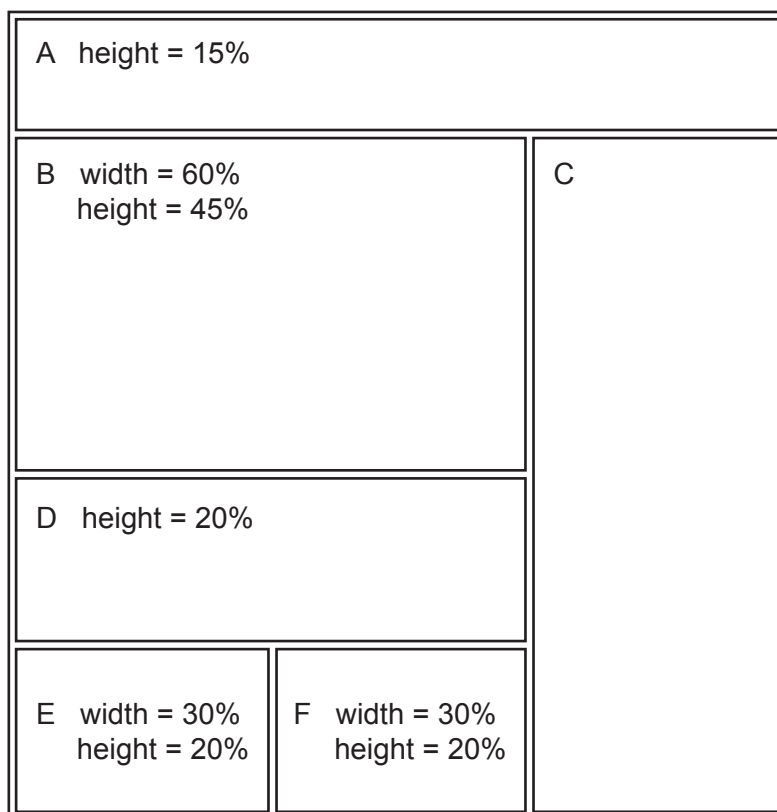 A height = 15%
B width = 60%
height = 45%
C
D height = 20%
E width = 30%
height = 20%
F width = 30%
height = 20%